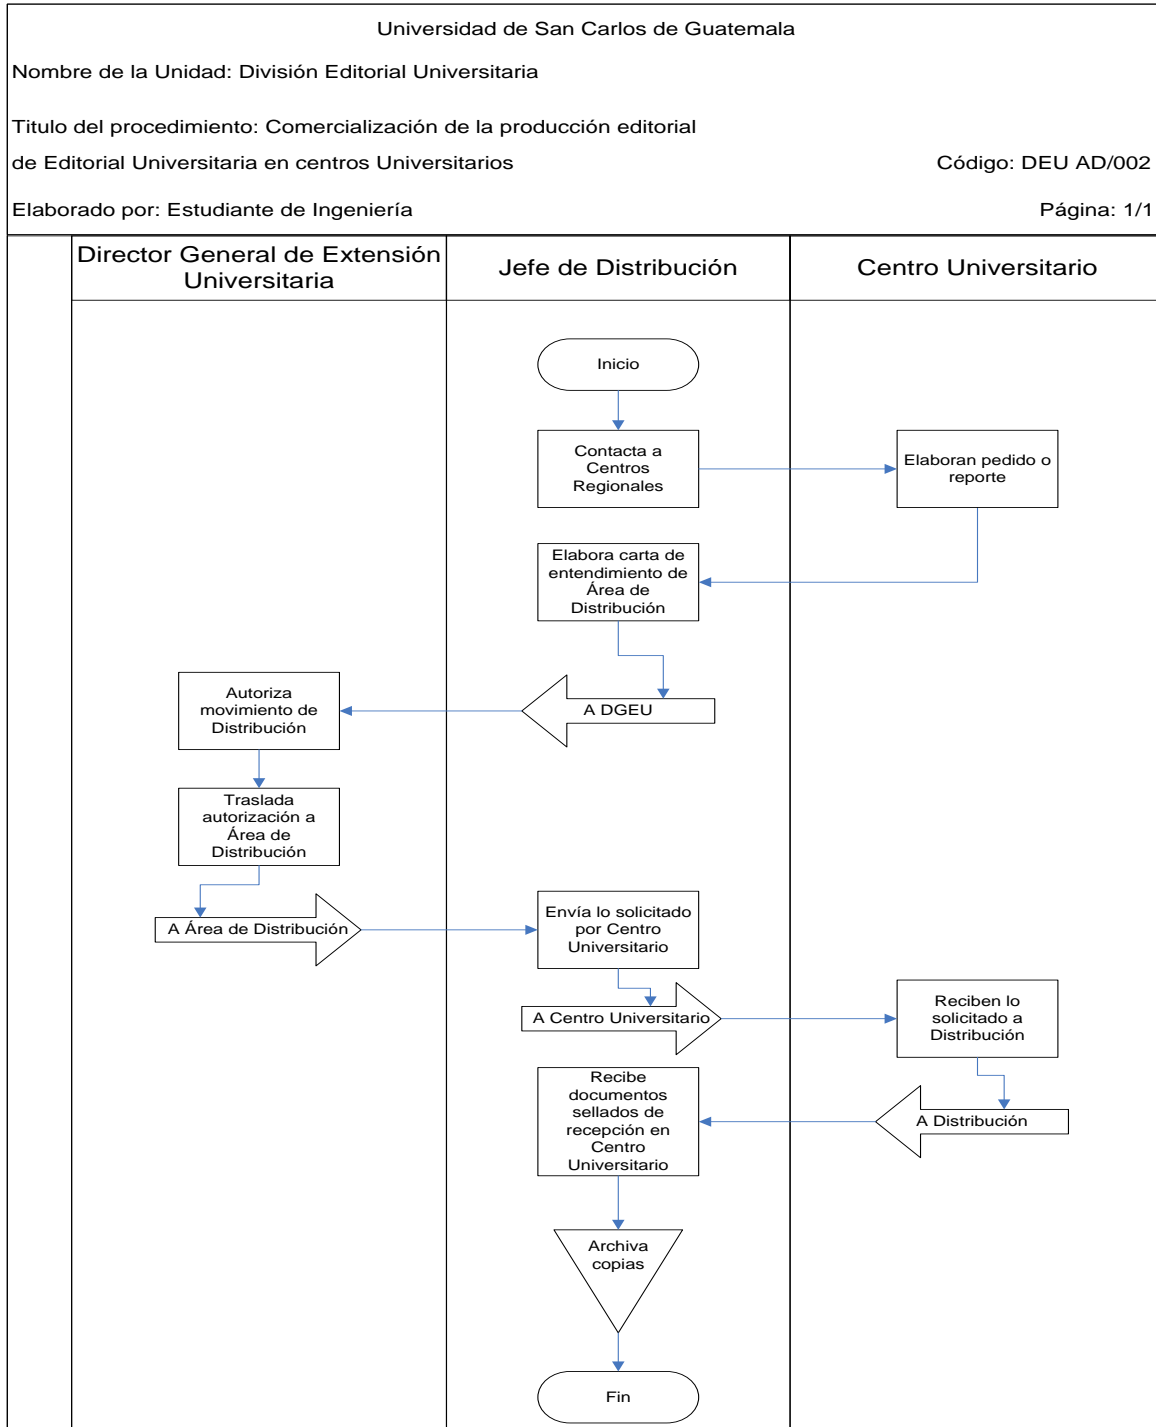 Universidad de San Carlos de Guatemala
Nombre de la Unidad: División Editorial Universitaria
Titulo del procedimiento: Comercialización de la producción editorial
de Editorial Universitaria en centros Universitarios
Código: DEU AD/002
Elaborado por: Estudiante de Ingeniería
Página: 1/1
Director General de Extensión
Universitaria
Jefe de Distribución
Centro Universitario
Inicio
Contacta a
Centros
Regionales
Elaboran pedido o
reporte
Elabora carta de
entendimiento de
Área de
Distribución
A DGEU
Autoriza
movimiento de
Distribución
Traslada
autorización a
Área de
Distribución
A Área de Distribución
Envía lo solicitado
por Centro
Universitario
A Centro Universitario
Reciben lo
solicitado a
Distribución
A Distribución
Recibe
documentos
sellados de
recepción en
Centro
Universitario
Archiva
copias
Fin